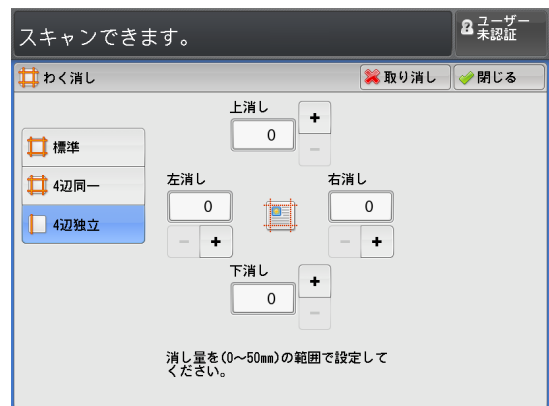 スキャンできます。
ユーザー
未認証
わく消し
取り消し
閉じる
標準
4辺同一
4辺独立
上消し
0
+
-
左消し
0
-
+
右消し
0
-
+
下消し
0
+
-
消し量を(0～50mm)の範囲で設定して
ください。